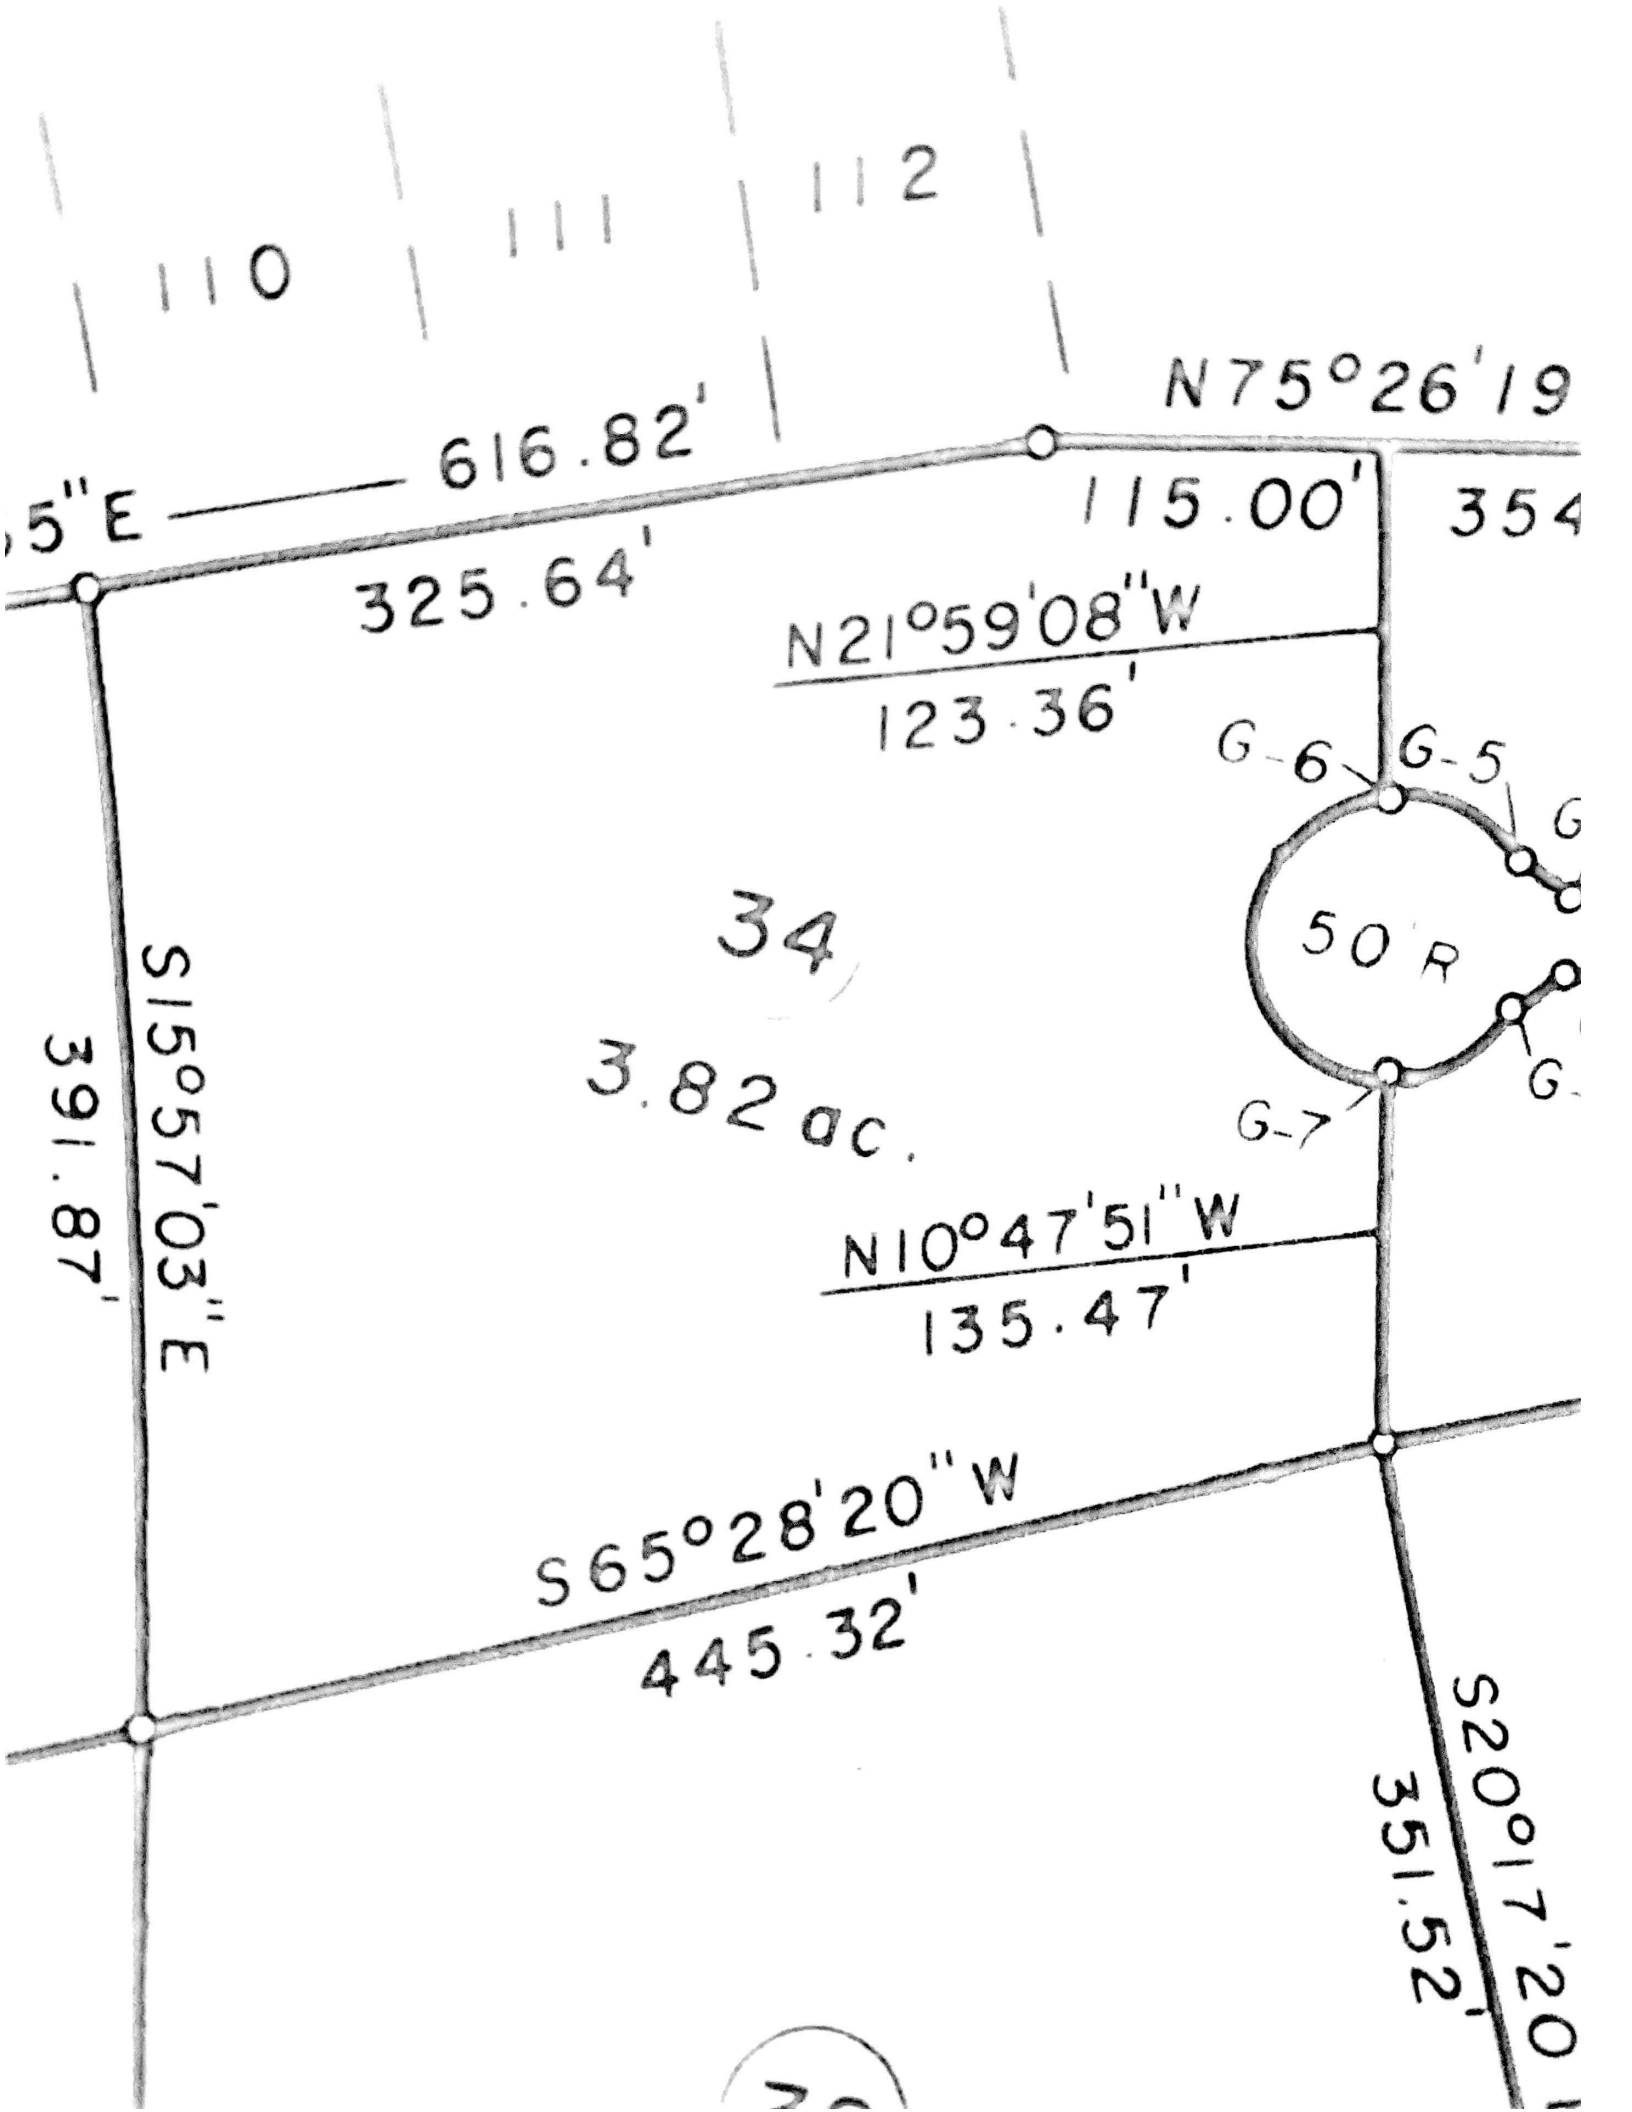 110
111
112
N75°26'19
5"E
616.82'
325.64'
115.00'
354
N21°59'08"W
123.36'
G-6
G-5
G
34
50'R
3.82 ac.
S15°57'03"E
391.87'
G-
G-7
N10°47'51"W
135.47'
S65°28'20"W
445.32'
S20°17'20
351.52'